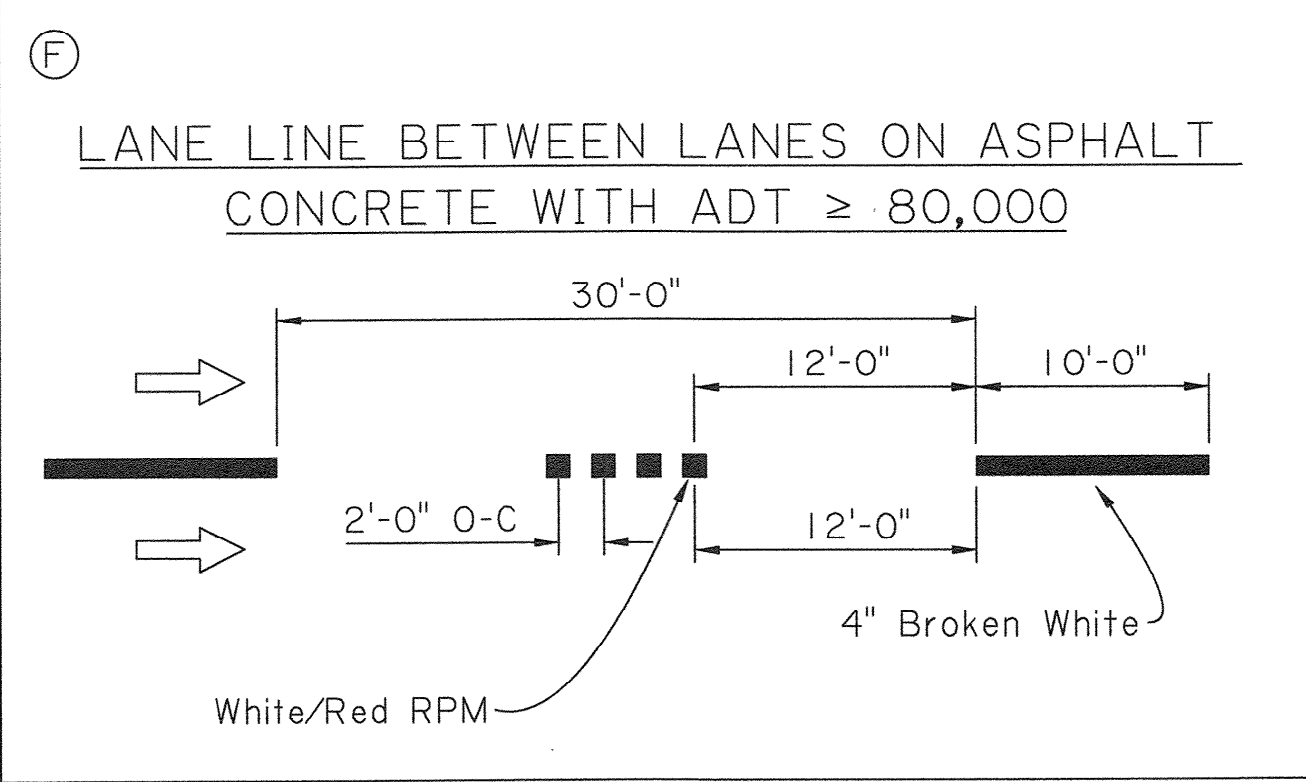 F
LANE LINE BETWEEN LANES ON ASPHALT
CONCRETE WITH ADT ≥ 80,000
30'-0"
12'-0"
10'-0"
2'-0" O-C
12'-0"
4" Broken White
White/Red RPM